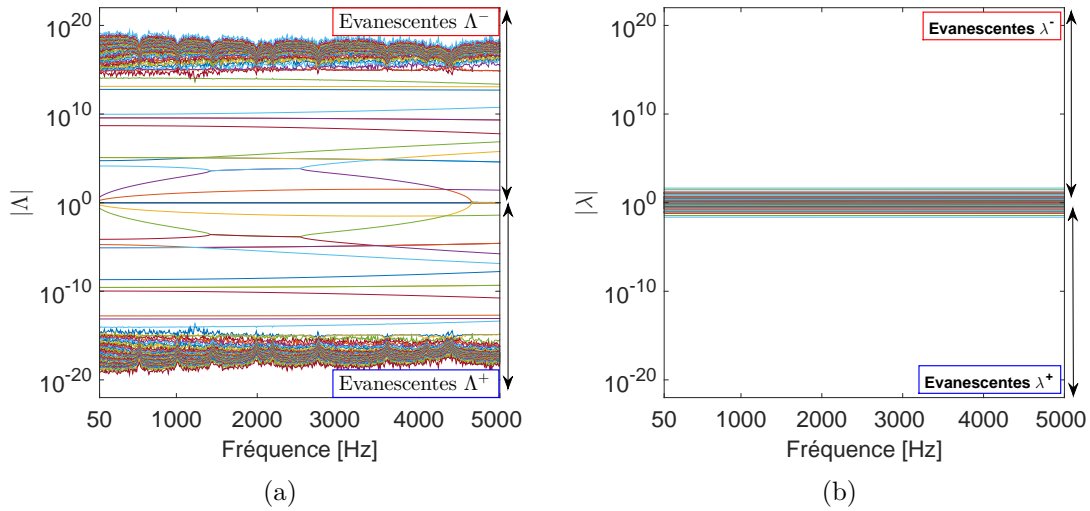 Evanescentes Λ⁻
10²⁰
10¹⁰
10⁰
10⁻¹⁰
10⁻²⁰
|Λ|
Evanescentes Λ⁺
50 1000 2000 3000 4000 5000
Fréquence [Hz]
(a)
Evanescentes λ⁻
10²⁰
10¹⁰
10⁰
10⁻¹⁰
10⁻²⁰
|λ|
Evanescentes λ⁺
50 1000 2000 3000 4000 5000
Fréquence [Hz]
(b)